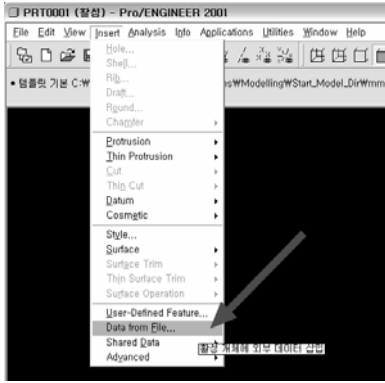 PRT0001 (활성) - Pro/ENGINEER 2001
File Edit View Insert Analysis Info Applications Utilities Window Help
Hole...
Shell...
Rib...
Draft...
Round...
Chamfer
• 템플릿 기본 C:₩ ns₩Modelling₩Start_Model_Dir₩mm
Protrusion
Thin Protrusion
Cut
Thin Cut
Datum
Cosmetic
Style...
Surface
Surface Trim
Thin Surface Trim
Surface Operation
User-Defined Feature...
Data from File...
Shared Data
활성 개체에 외부 데이터 삽입
Advanced